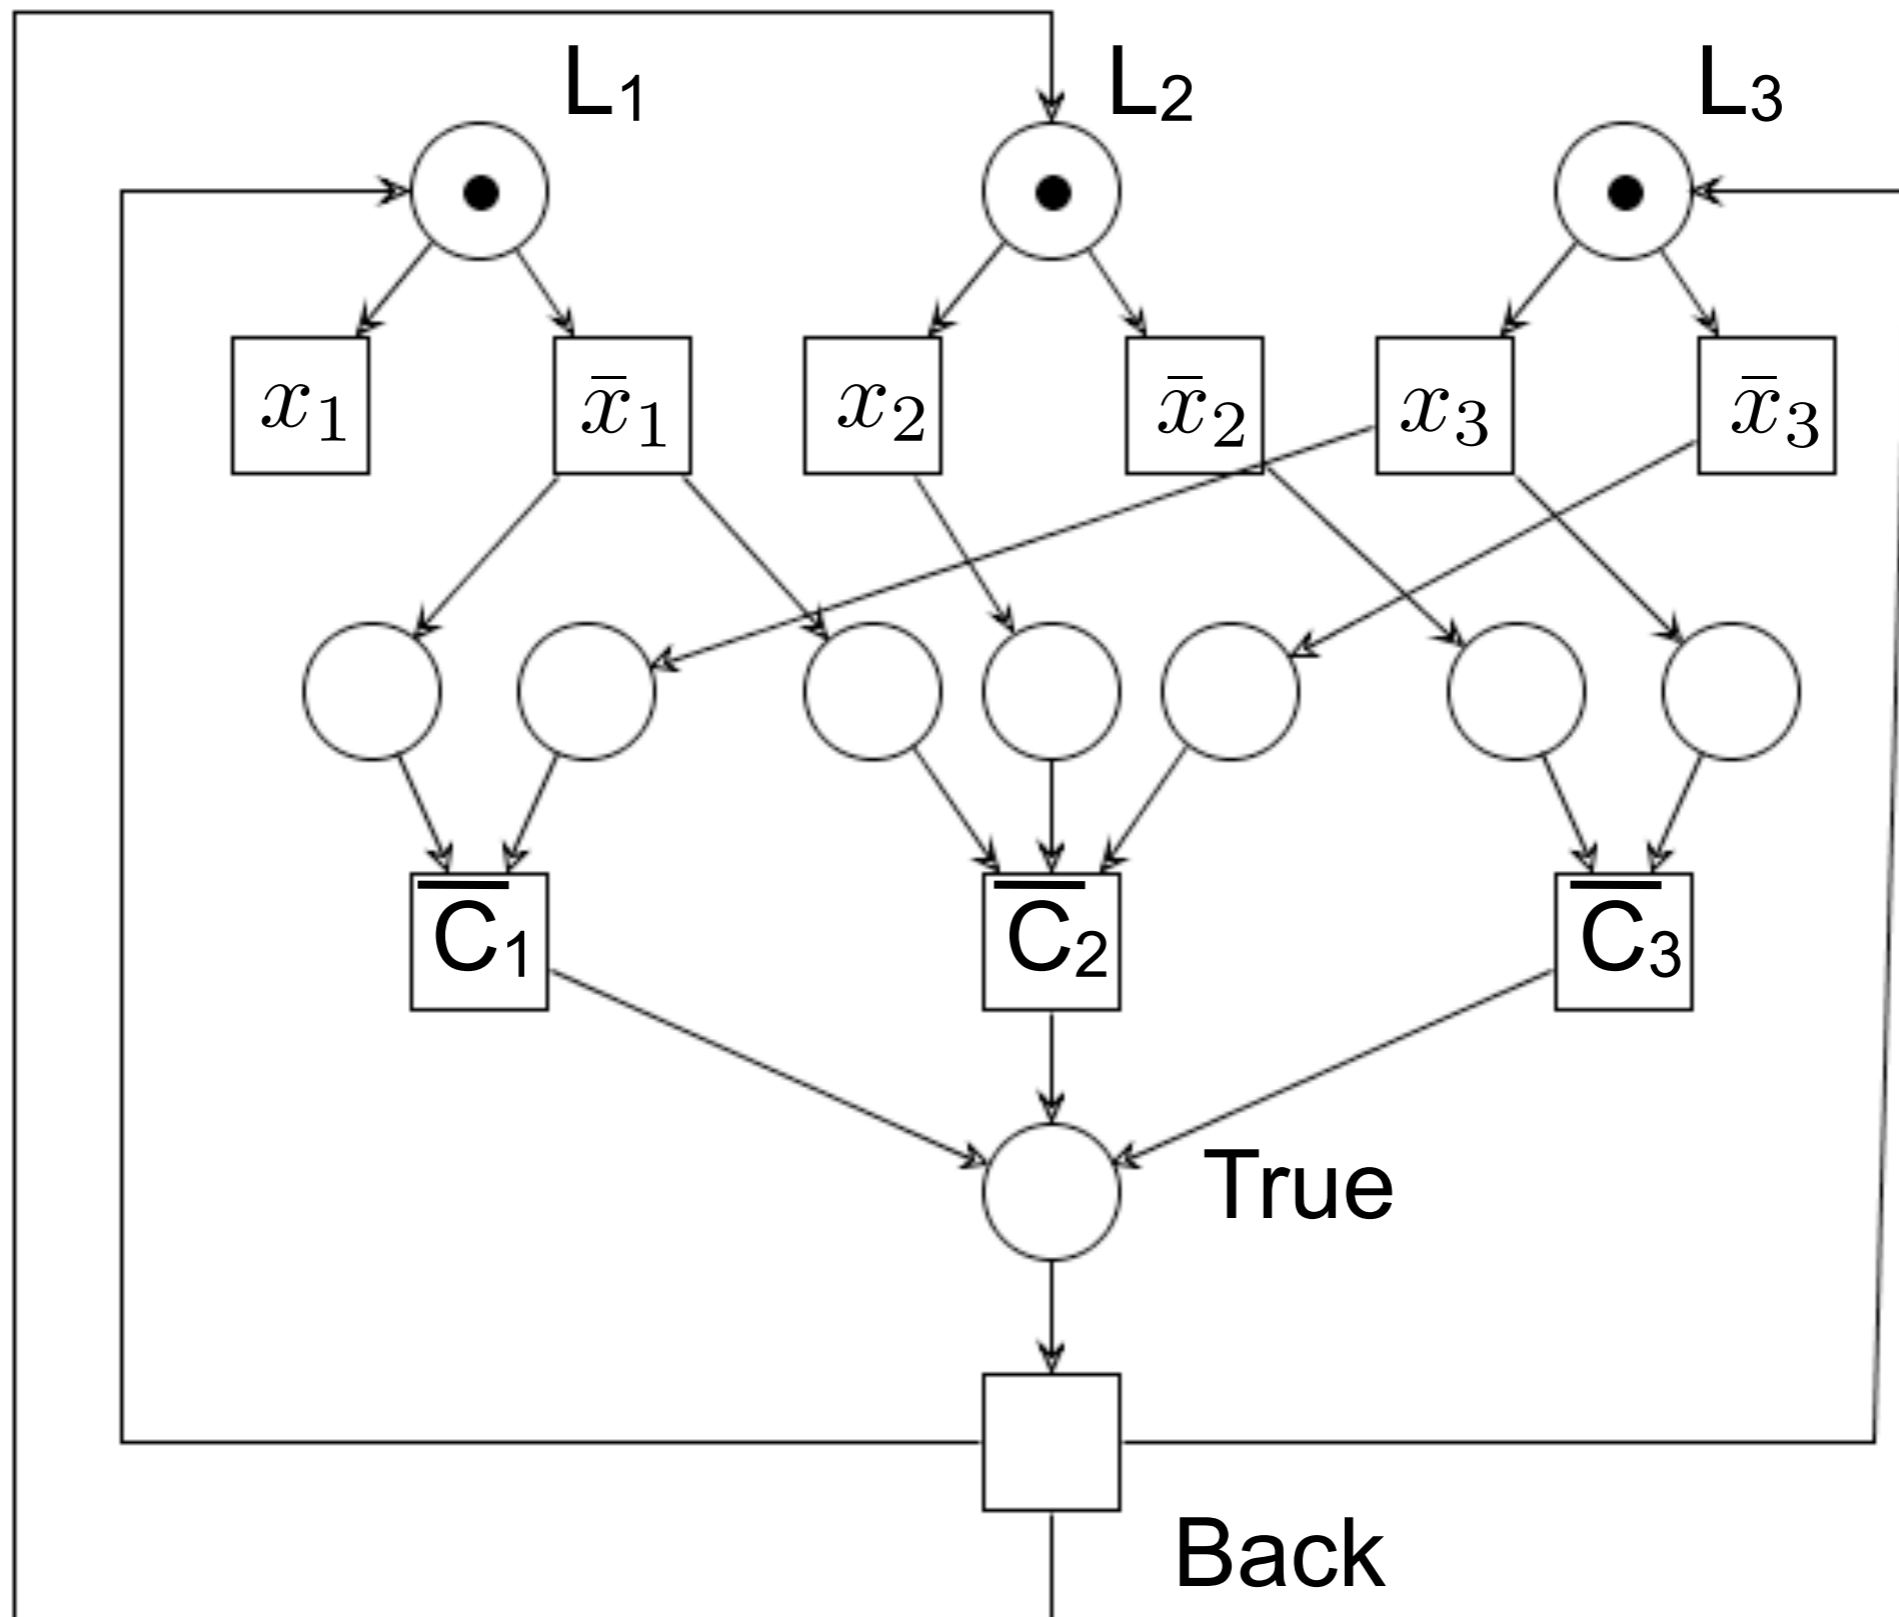 L₁ L₂ L₃
x₁ x̄₁ x₂ x̄₂ x₃ x̄₃
C̅₁ C̅₂ C̅₃
True
Back